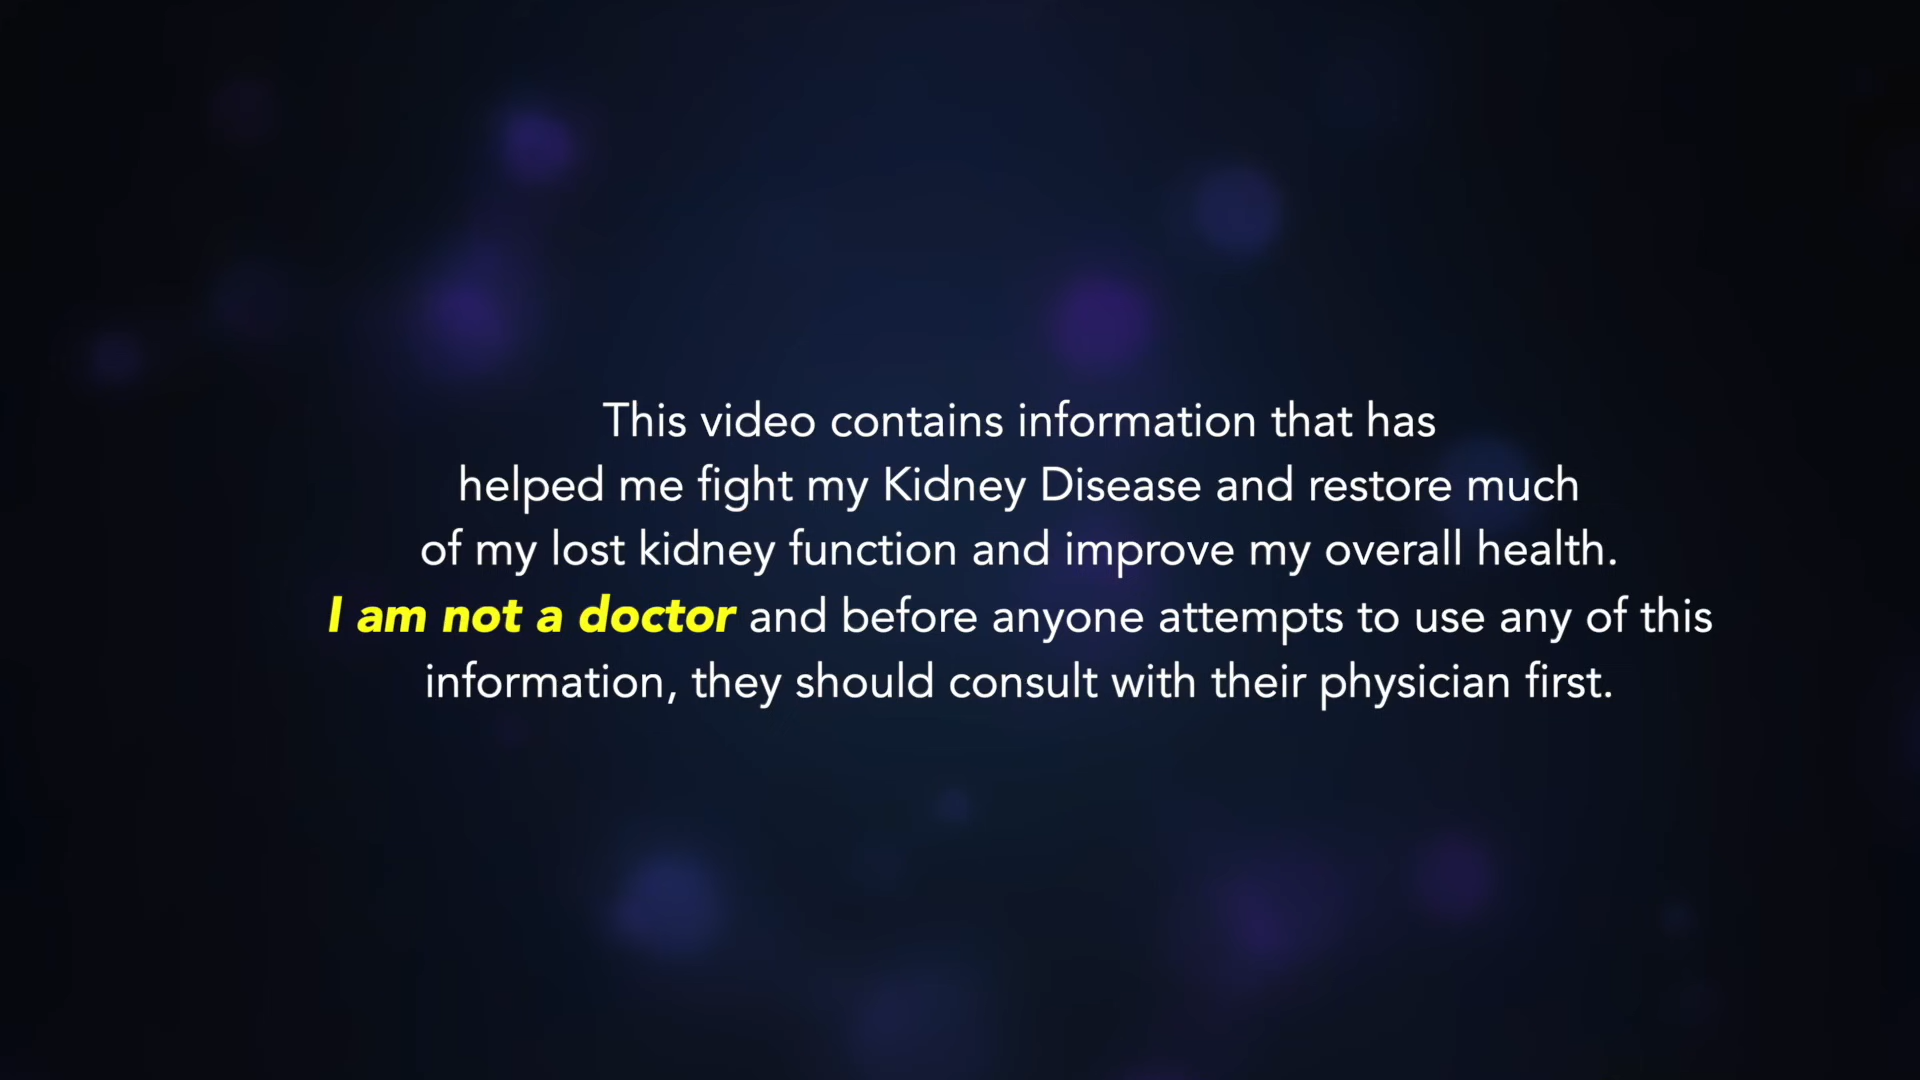 This video contains information that has
helped me fight my Kidney Disease and restore much
of my lost kidney function and improve my overall health.
I am not a doctor and before anyone attempts to use any of this
information, they should consult with their physician first.